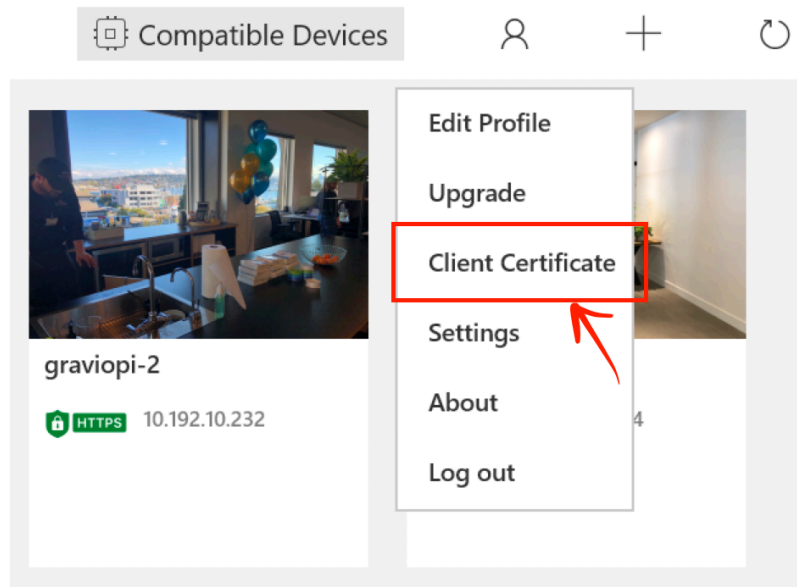 Compatible Devices
Edit Profile
Upgrade
Client Certificate
Settings
About
Log out
graviopi-2
HTTPS 10.192.10.232
4